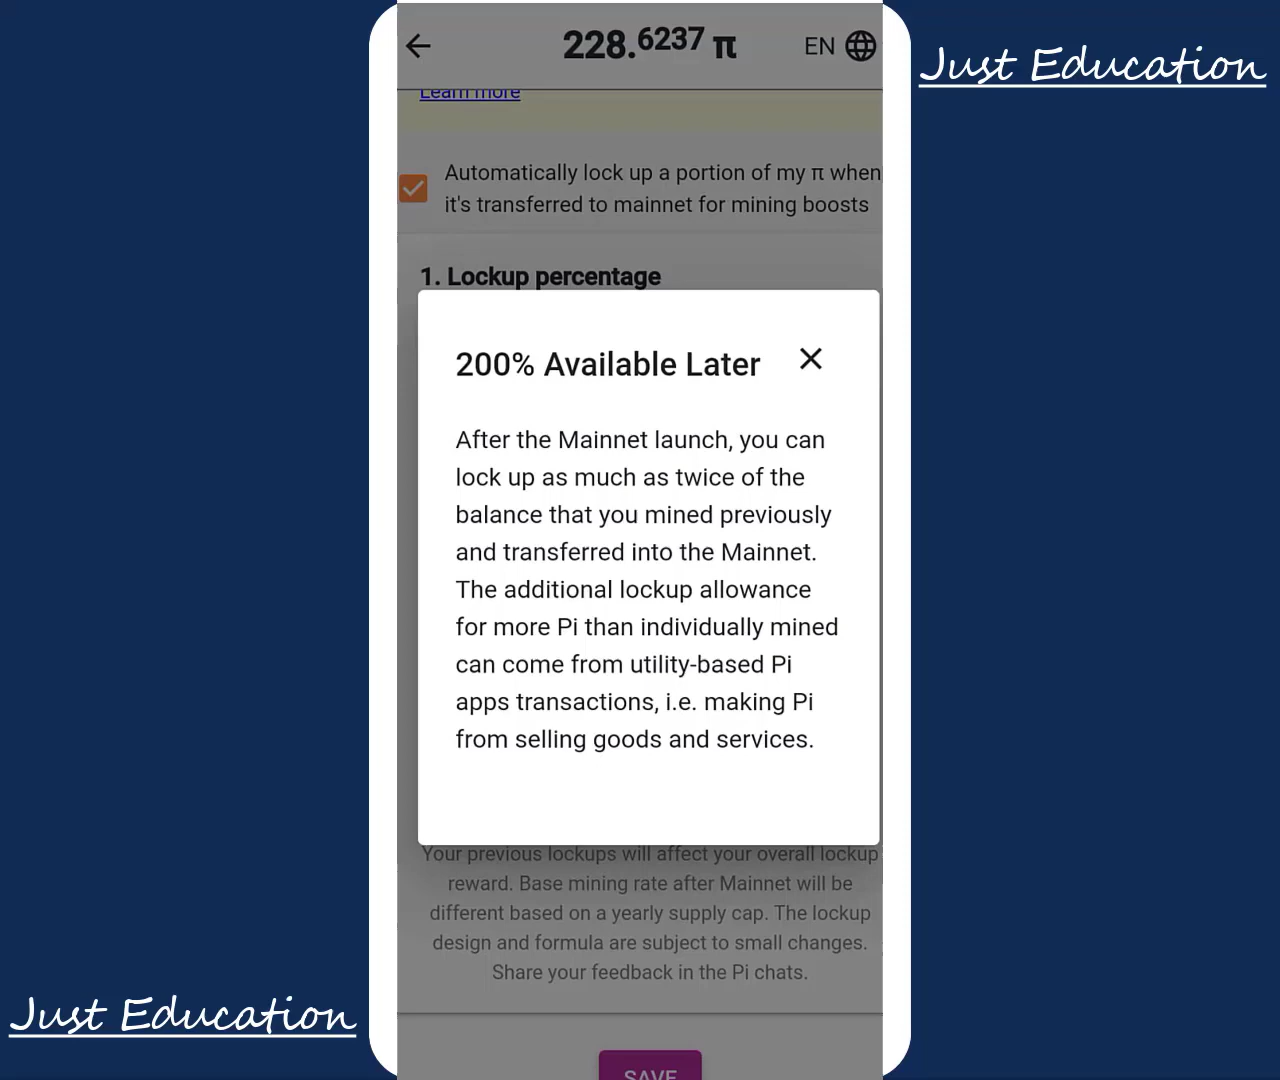 228.6237 π EN
Just Education
Learn more
Automatically lock up a portion of my π when
it's transferred to mainnet for mining boosts
1. Lockup percentage
200% Available Later
After the Mainnet launch, you can
lock up as much as twice of the
balance that you mined previously
and transferred into the Mainnet.
The additional lockup allowance
for more Pi than individually mined
can come from utility-based Pi
apps transactions, i.e. making Pi
from selling goods and services.
Your previous lockups will affect your overall lockup
reward. Base mining rate after Mainnet will be
different based on a yearly supply cap. The lockup
design and formula are subject to small changes.
Share your feedback in the Pi chats.
Just Education
SAVE